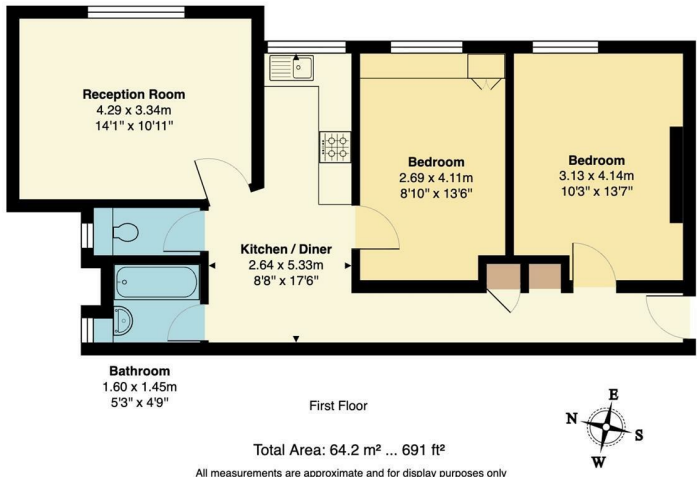 Reception Room
4.29 x 3.34m
14'1" x 10'11"
Bedroom
2.69 x 4.11m
8'10" x 13'6"
Bedroom
3.13 x 4.14m
10'3" x 13'7"
Kitchen / Diner
2.64 x 5.33m
8'8" x 17'6"
Bathroom
1.60 x 1.45m
5'3" x 4'9"
First Floor
E
N
S
W
Total Area: 64.2 m² ... 691 ft²
All measurements are approximate and for display purposes only